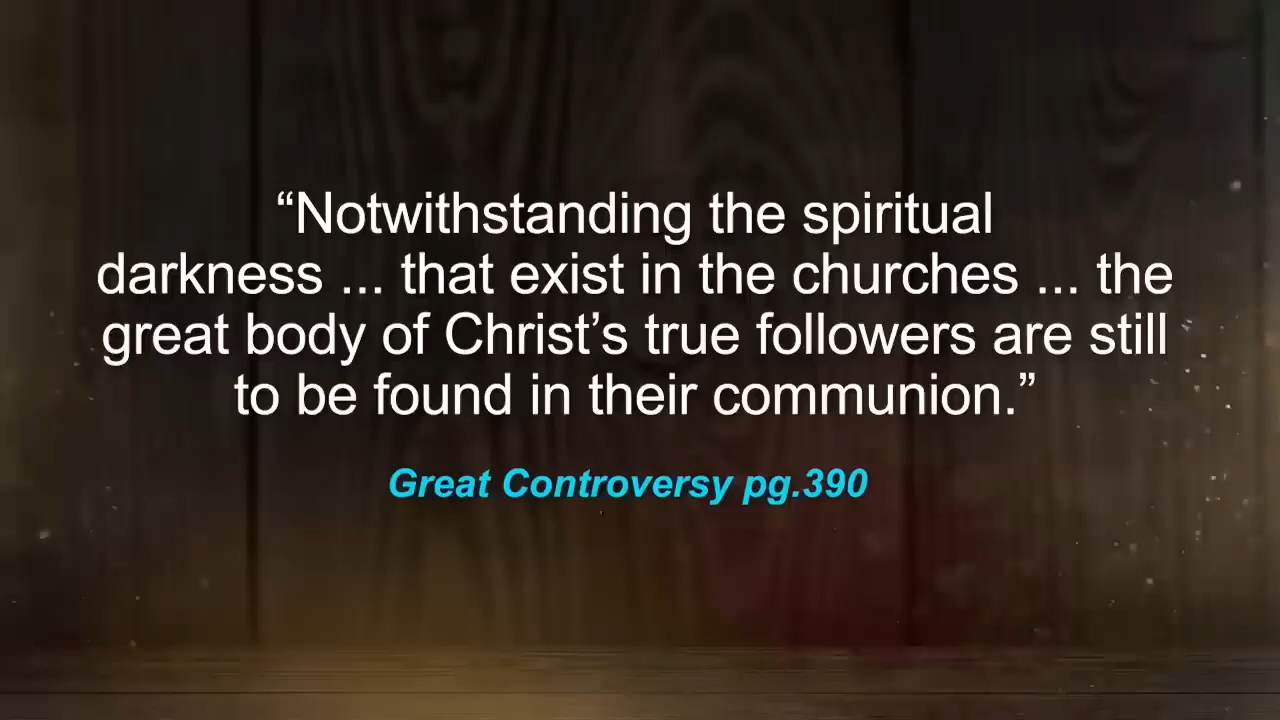 “Notwithstanding the spiritual
darkness ... that exist in the churches ... the
great body of Christ’s true followers are still
to be found in their communion.”
Great Controversy pg.390